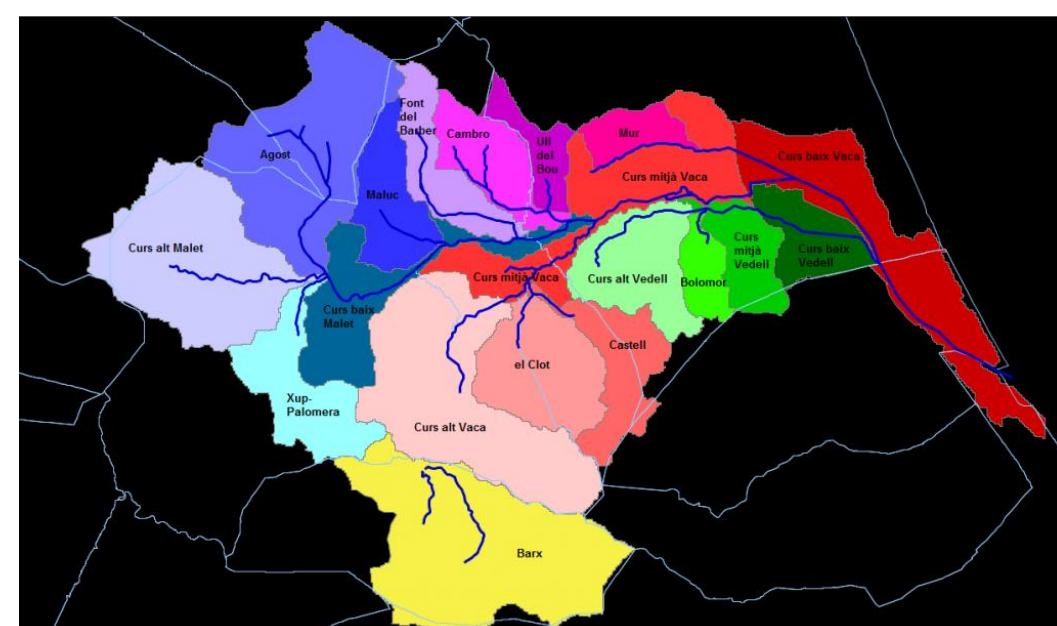 Font
del
Barber
Cambro
Ull
del
Bou
Mur
Curs baix Vaca
Agost
Maluc
Curs mitjà Vaca
Curs alt Malet
Curs mitjà Vaca
Curs alt Vedell
Bolomor
Curs
mitjà
Vedell
Curs baix
Vedell
Curs baix
Malet
Castell
el Clot
Xup-
Palomera
Curs alt Vaca
Barx